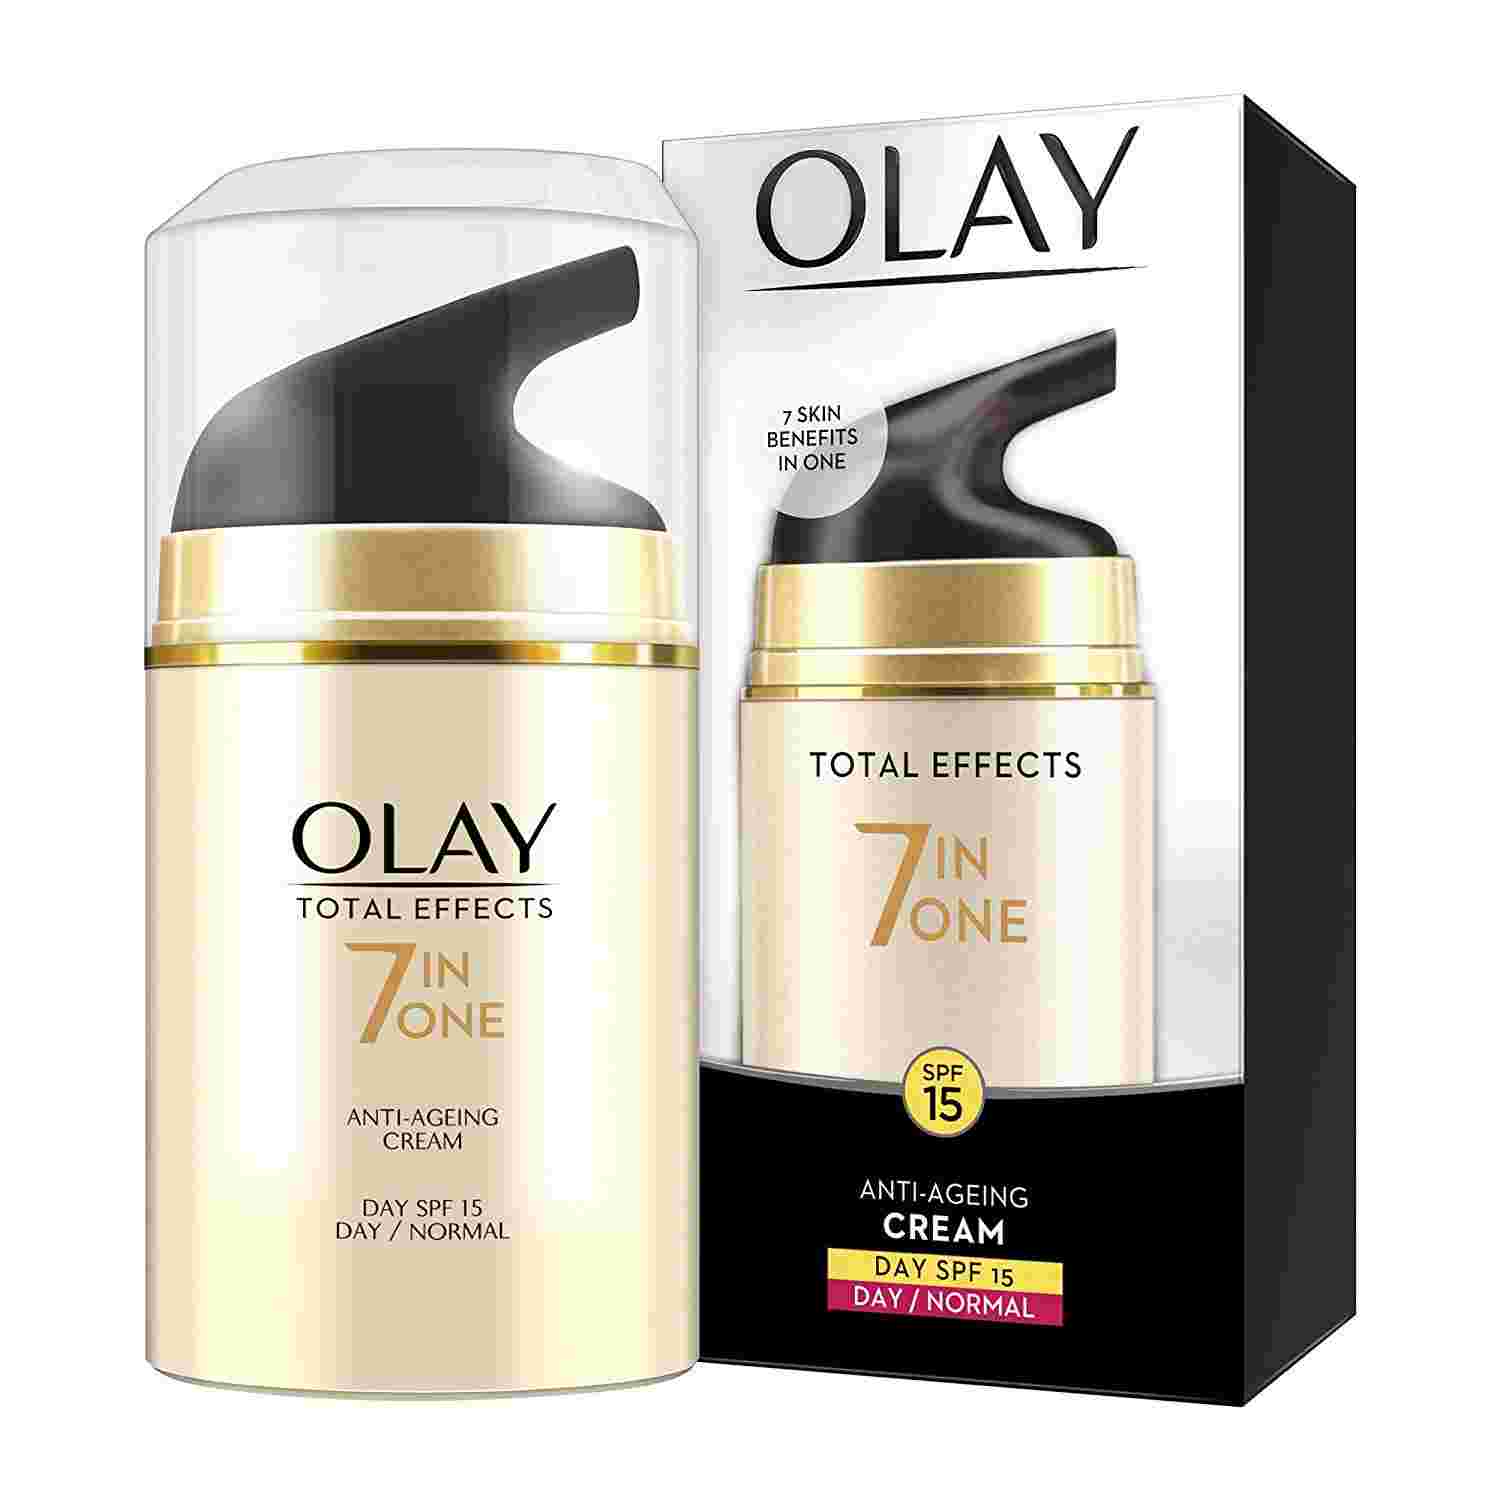 OLAY
TOTAL EFFECTS
7 IN
ONE
ANTI-AGEING
CREAM
DAY SPF 15
DAY / NORMAL
OLAY
7 SKIN
BENEFITS
IN ONE
TOTAL EFFECTS
7 IN
ONE
SPF
15
ANTI-AGEING
CREAM
DAY SPF 15
DAY / NORMAL